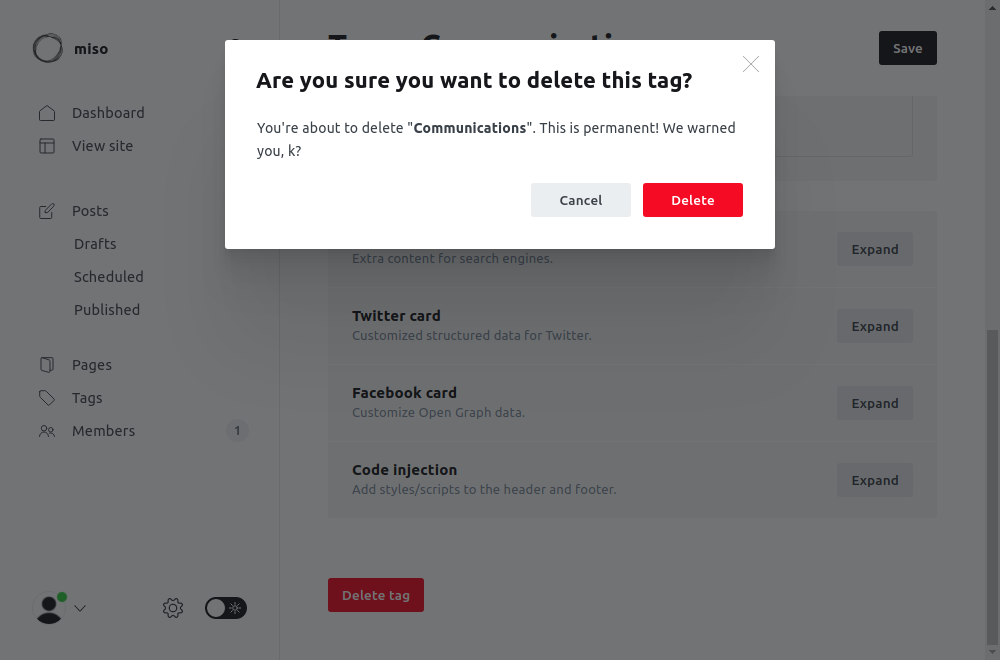 miso
Save
Are you sure you want to delete this tag?
You're about to delete "Communications". This is permanent! We warned
you, k?
Cancel
Delete
Dashboard
View site
Posts
Drafts
Scheduled
Published
Pages
Tags
Members
1
Extra content for search engines.
Expand
Twitter card
Customized structured data for Twitter.
Expand
Facebook card
Customize Open Graph data.
Expand
Code injection
Add styles/scripts to the header and footer.
Expand
Delete tag